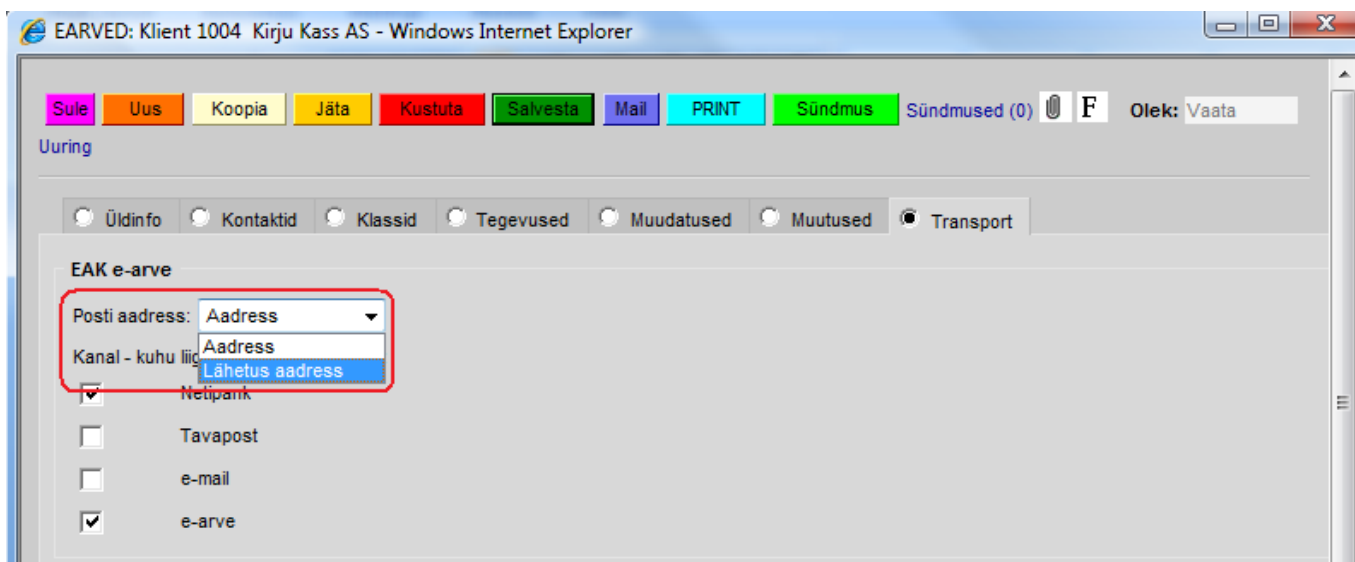 EARVED: Klient 1004 Kirju Kass AS - Windows Internet Explorer
Sule Uus Koopia Jäta Kustuta Salvesta Mail PRINT Sündmus Sündmused (0) F Olek: Vaata
Uuring
Üldinfo Kontaktid Klassid Tegevused Muudatused Muutused Transport
EAK e-arve
Posti aadress: Aadress
Aadress
Kanal - kuhu liig
Lähetus aadress
Netipank
Tavapost
e-mail
e-arve